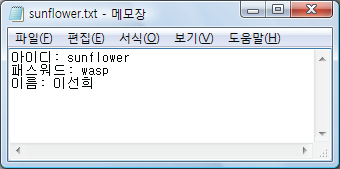 sunflower.txt - 메모장
파일(F) 편집(E) 서식(O) 보기(V) 도움말(H)
아이디: sunflower
패스워드: wasp
이름: 이선희